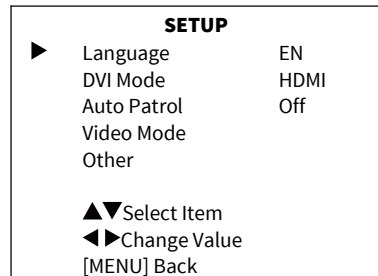 SETUP
▶ Language EN
DVI Mode HDMI
Auto Patrol Off
Video Mode
Other
▲▼Select Item
◀▶Change Value
[MENU] Back